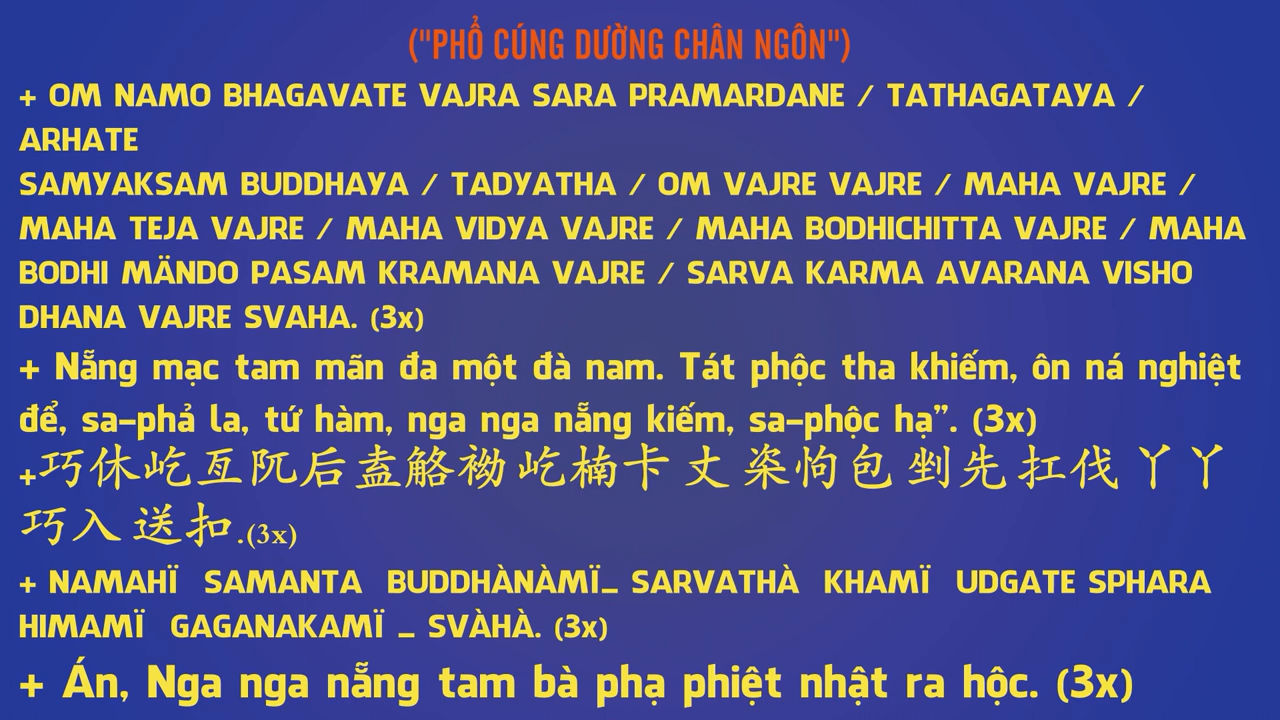 ("PHỔ CÚNG DƯỜNG CHÂN NGÔN")
+ OM NAMO BHAGAVATE VAJRA SARA PRAMARDANE / TATHAGATAYA /
ARHATE
SAMYAKSAM BUDDHAYA / TADYATHA / OM VAJRE VAJRE / MAHA VAJRE /
MAHA TEJA VAJRE / MAHA VIDYA VAJRE / MAHA BODHICHITTA VAJRE / MAHA
BODHI MÄNDO PASAM KRAMANA VAJRE / SARVA KARMA AVARANA VISHO
DHANA VAJRE SVAHA. (3x)
+ Nẵng mạc tam mãn đa một đà nam. Tát phộc tha khiếm, ôn ná nghiệt
để, sa-phả la, tứ hàm, nga nga nẵng kiếm, sa-phộc hạ”. (3x)
+巧休屹亙阢后盍觡袎屹楠卡丈楶怐包剉先扛伐丫丫
巧入送扣.(3x)
+ NAMAHÏ SAMANTA BUDDHÀNÀMÏ_ SARVATHÀ KHAMÏ UDGATE SPHARA
HIMAMÏ GAGANAKAMÏ _ SVÀHÀ. (3x)
+ Án, Nga nga nẵng tam bà phạ phiệt nhật ra hộc. (3x)